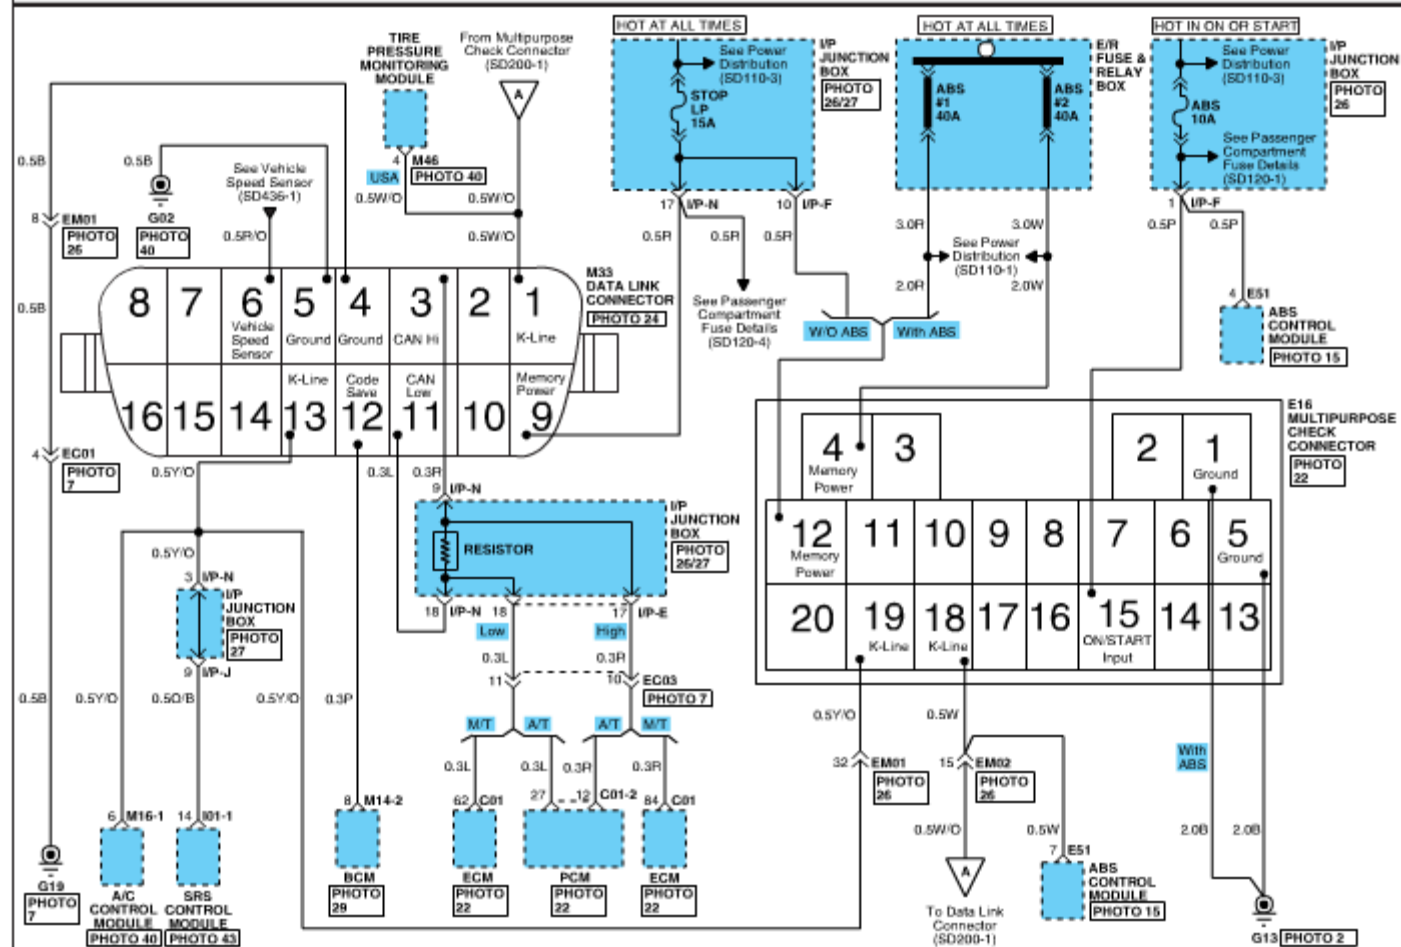 HOT AT ALL TIMES
HOT AT ALL TIMES
HOT IN ON OR START
TIRE
PRESSURE
MONITORING
MODULE
From Multipurpose
Check Connector
(SD200-1)
A
4
M46
PHOTO 40
USA
0.5W/O
0.5W/O
0.5W/O
See Power
Distribution
(SD110-3)
STOP
LP
15A
I/P
JUNCTION
BOX
PHOTO
26/27
17
I/P-N
10
I/P-F
0.5R
0.5R
0.5R
See Passenger
Compartment
Fuse Details
(SD120-4)
ABS
#1
40A
ABS
#2
40A
E/R
FUSE &
RELAY
BOX
3.0R
3.0W
See Power
Distribution
(SD110-1)
2.0R
2.0W
W/O ABS
With ABS
See Power
Distribution
(SD110-3)
ABS
10A
See Passenger
Compartment
Fuse Details
(SD120-1)
I/P
JUNCTION
BOX
PHOTO
26
1
I/P-F
0.5P
0.5P
4
E51
ABS
CONTROL
MODULE
PHOTO 15
0.5B
0.5B
G02
PHOTO
40
See Vehicle
Speed Sensor
(SD436-1)
0.5R/O
8
EM01
PHOTO
26
0.5B
4
EC01
PHOTO
7
0.5B
G19
PHOTO
7
M33
DATA LINK
CONNECTOR
PHOTO 24
8
7
6
Vehicle
Speed
Sensor
5
Ground
4
Ground
3
CAN Hi
2
1
K-Line
16
15
14
K-Line
13
Code
Save
12
CAN
Low
11
10
Memory
Power
9
0.5Y/O
0.3L
0.3R
9
I/P-N
RESISTOR
I/P
JUNCTION
BOX
PHOTO
26/27
18
I/P-N
18
17
I/P-E
Low
High
0.3L
0.3R
11
10
EC03
PHOTO 7
M/T
A/T
A/T
M/T
0.3L
0.3L
0.3R
0.3R
62
C01
27
12
C01-2
84
C01
ECM
PHOTO
22
PCM
PHOTO
22
ECM
PHOTO
22
0.5Y/O
3
I/P-N
I/P
JUNCTION
BOX
PHOTO
27
9
I/P-J
0.5Y/O
0.5O/B
0.5Y/O
0.3P
6
M16-1
14
I01-1
8
M14-2
A/C
CONTROL
MODULE
PHOTO 40
SRS
CONTROL
MODULE
PHOTO 43
BCM
PHOTO
29
E16
MULTIPURPOSE
CHECK
CONNECTOR
PHOTO
22
4
Memory
Power
3
2
1
Ground
12
Memory
Power
11
10
9
8
7
6
5
Ground
20
19
K-Line
18
K-Line
17
16
15
ON/START
Input
14
13
0.5Y/O
0.5W
32
EM01
PHOTO
26
15
EM02
PHOTO
26
0.5W/O
0.5W
A
To Data Link
Connector
(SD200-1)
7
E51
ABS
CONTROL
MODULE
PHOTO 15
With
ABS
2.0B
2.0B
G13
PHOTO 2